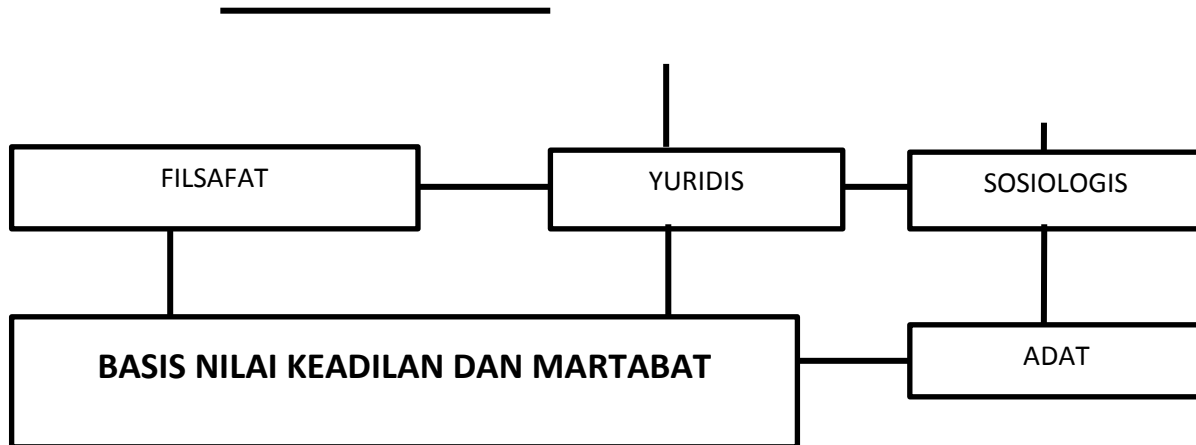 FILSAFAT
YURIDIS
SOSIOLOGIS
BASIS NILAI KEADILAN DAN MARTABAT
ADAT